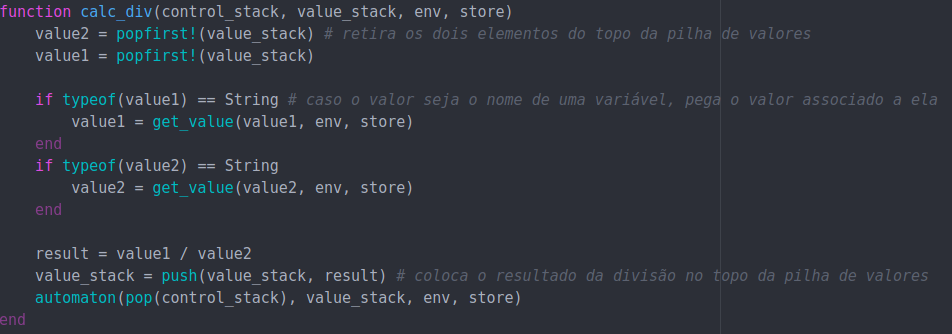 function calc_div(control_stack, value_stack, env, store)
    value2 = popfirst!(value_stack) # retira os dois elementos do topo da pilha de valores
    value1 = popfirst!(value_stack)

    if typeof(value1) == String # caso o valor seja o nome de uma variável, pega o valor associado a ela
        value1 = get_value(value1, env, store)
    end
    if typeof(value2) == String
        value2 = get_value(value2, env, store)
    end

    result = value1 / value2
    value_stack = push(value_stack, result) # coloca o resultado da divisão no topo da pilha de valores
    automaton(pop(control_stack), value_stack, env, store)
end